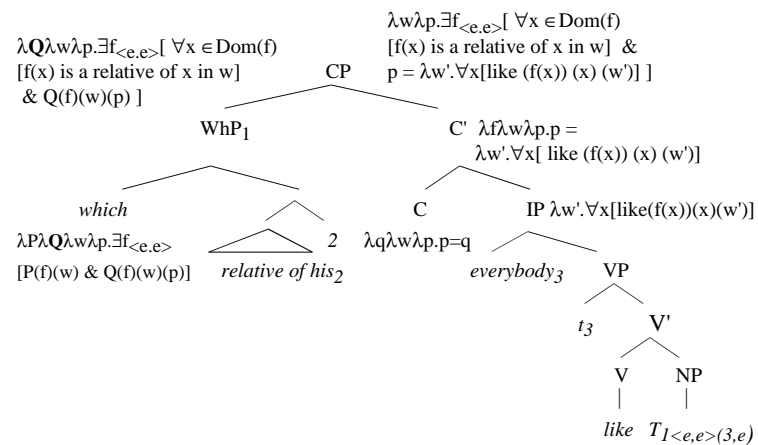 λQλwλp.∃f<e.e>[ ∀x ∈Dom(f)
[f(x) is a relative of x in w]
& Q(f)(w)(p) ]
CP
λwλp.∃f<e.e>[ ∀x ∈Dom(f)
[f(x) is a relative of x in w] &
p = λw'.∀x[like (f(x)) (x) (w')] ]
WhP1
C' λfλwλp.p =
λw'.∀x[ like (f(x)) (x) (w')]
which
λPλQλwλp.∃f<e.e>
[P(f)(w) & Q(f)(w)(p)]
2
relative of his2
C
λqλwλp.p=q
IP λw'.∀x[like(f(x))(x)(w')]
everybody3
VP
t3
V'
V
NP
like
T1<e,e>(3,e)